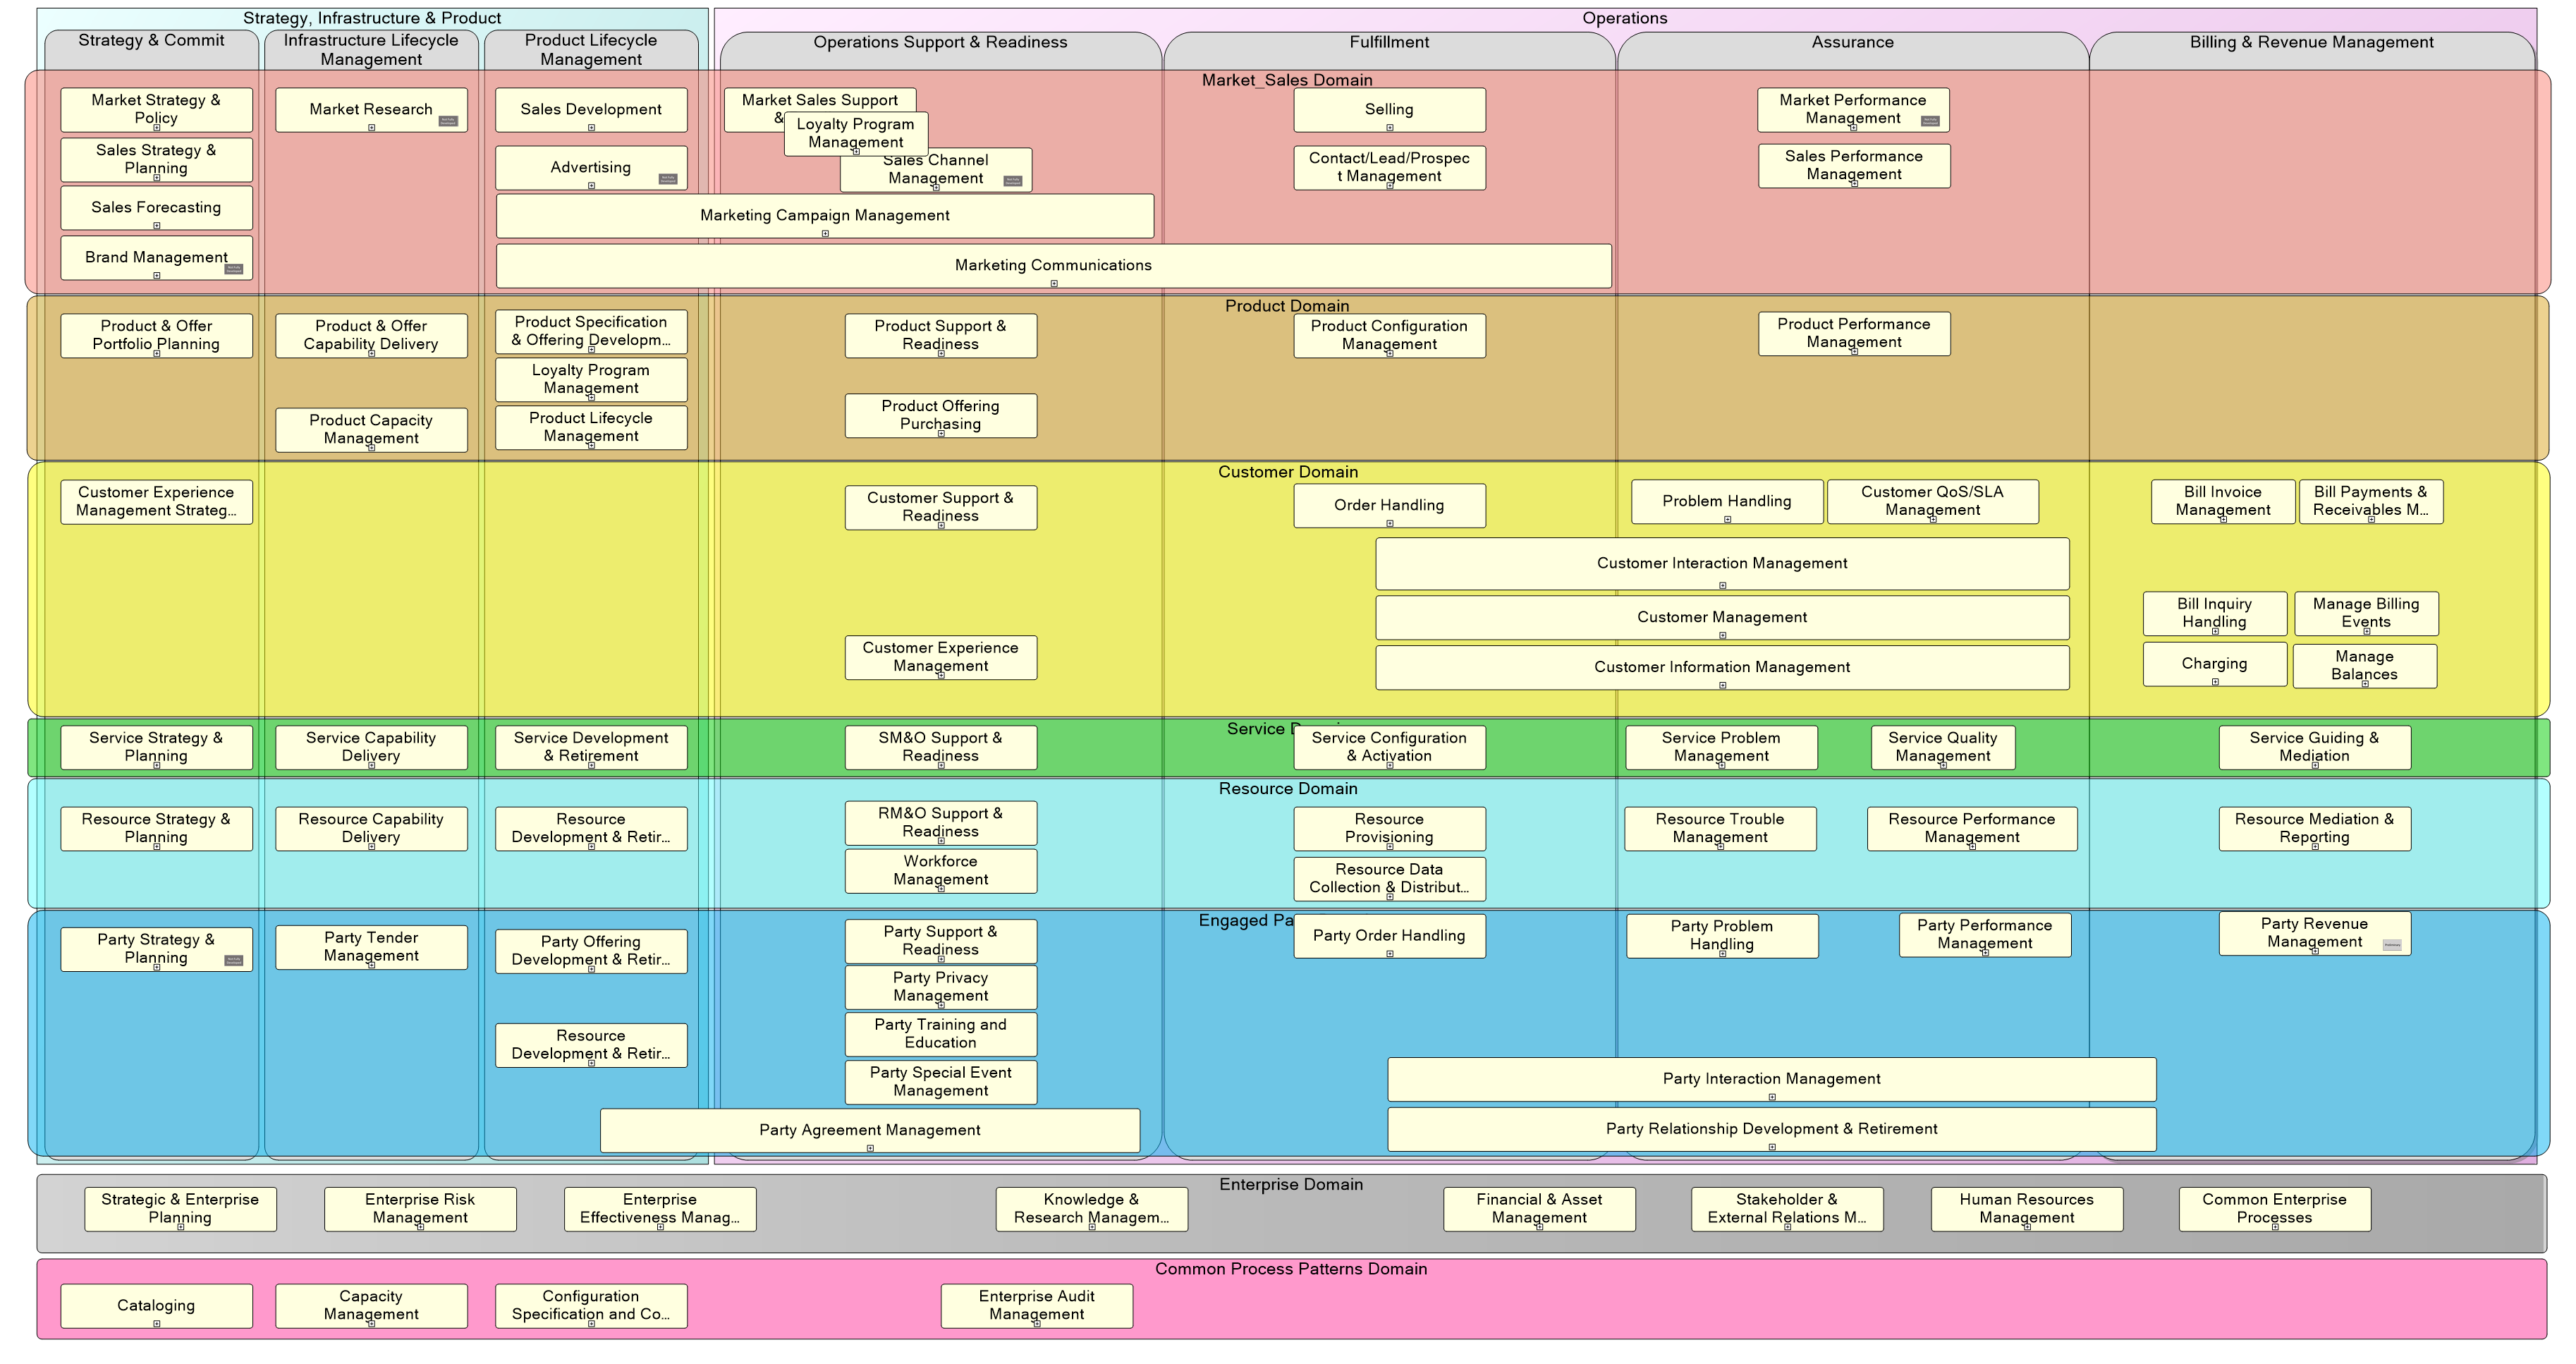 Strategy, Infrastructure & Product
Operations
Strategy & Commit
Infrastructure Lifecycle
Management
Product Lifecycle
Management
Operations Support & Readiness
Fulfillment
Assurance
Billing & Revenue Management
Market_Sales Domain
Market Strategy &
Policy
Market Research
Sales Development
Market Sales Support
&
Loyalty Program
Management
Selling
Market Performance
Management
Sales Strategy &
Planning
Advertising
Sales Channel
Management
Contact/Lead/Prospec
t Management
Sales Performance
Management
Sales Forecasting
Marketing Campaign Management
Brand Management
Marketing Communications
Product Domain
Product & Offer
Portfolio Planning
Product & Offer
Capability Delivery
Product Specification
& Offering Developm...
Product Support &
Readiness
Product Configuration
Management
Product Performance
Management
Loyalty Program
Management
Product Capacity
Management
Product Lifecycle
Management
Product Offering
Purchasing
Customer Domain
Customer Experience
Management Strateg...
Customer Support &
Readiness
Order Handling
Problem Handling
Customer QoS/SLA
Management
Bill Invoice
Management
Bill Payments &
Receivables M...
Customer Interaction Management
Customer Management
Bill Inquiry
Handling
Manage Billing
Events
Customer Experience
Management
Customer Information Management
Charging
Manage
Balances
Service
Service Strategy &
Planning
Service Capability
Delivery
Service Development
& Retirement
SM&O Support &
Readiness
Service Configuration
& Activation
Service Problem
Management
Service Quality
Management
Service Guiding &
Mediation
Resource Domain
Resource Strategy &
Planning
Resource Capability
Delivery
Resource
Development & Retir...
RM&O Support &
Readiness
Resource
Provisioning
Resource Trouble
Management
Resource Performance
Management
Resource Mediation &
Reporting
Workforce
Management
Resource Data
Collection & Distribut...
Engaged
Party Strategy &
Planning
Party Tender
Management
Party Offering
Development & Retir...
Party Support &
Readiness
Party Order Handling
Party Problem
Handling
Party Performance
Management
Party Revenue
Management
Party Privacy
Management
Resource
Development & Retir...
Party Training and
Education
Party Special Event
Management
Party Interaction Management
Party Agreement Management
Party Relationship Development & Retirement
Enterprise Domain
Strategic & Enterprise
Planning
Enterprise Risk
Management
Enterprise
Effectiveness Manag...
Knowledge &
Research Managem...
Financial & Asset
Management
Stakeholder &
External Relations M...
Human Resources
Management
Common Enterprise
Processes
Common Process Patterns Domain
Cataloging
Capacity
Management
Configuration
Specification and Co...
Enterprise Audit
Management